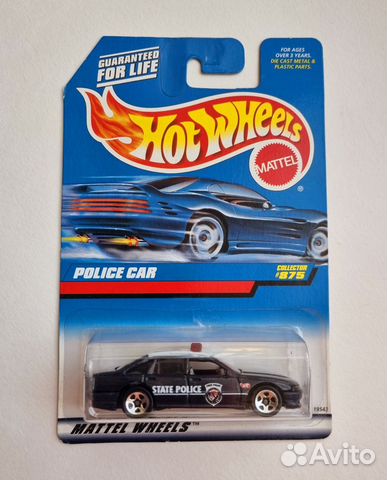 GUARANTEED
FOR LIFE
FOR AGES
OVER 3 YEARS.
DIE CAST METAL &
PLASTIC PARTS.
Hot Wheels
MATTEL
®
POLICE CAR
COLLECTOR
#875
STATE POLICE
MATTEL WHEELS™
Avito